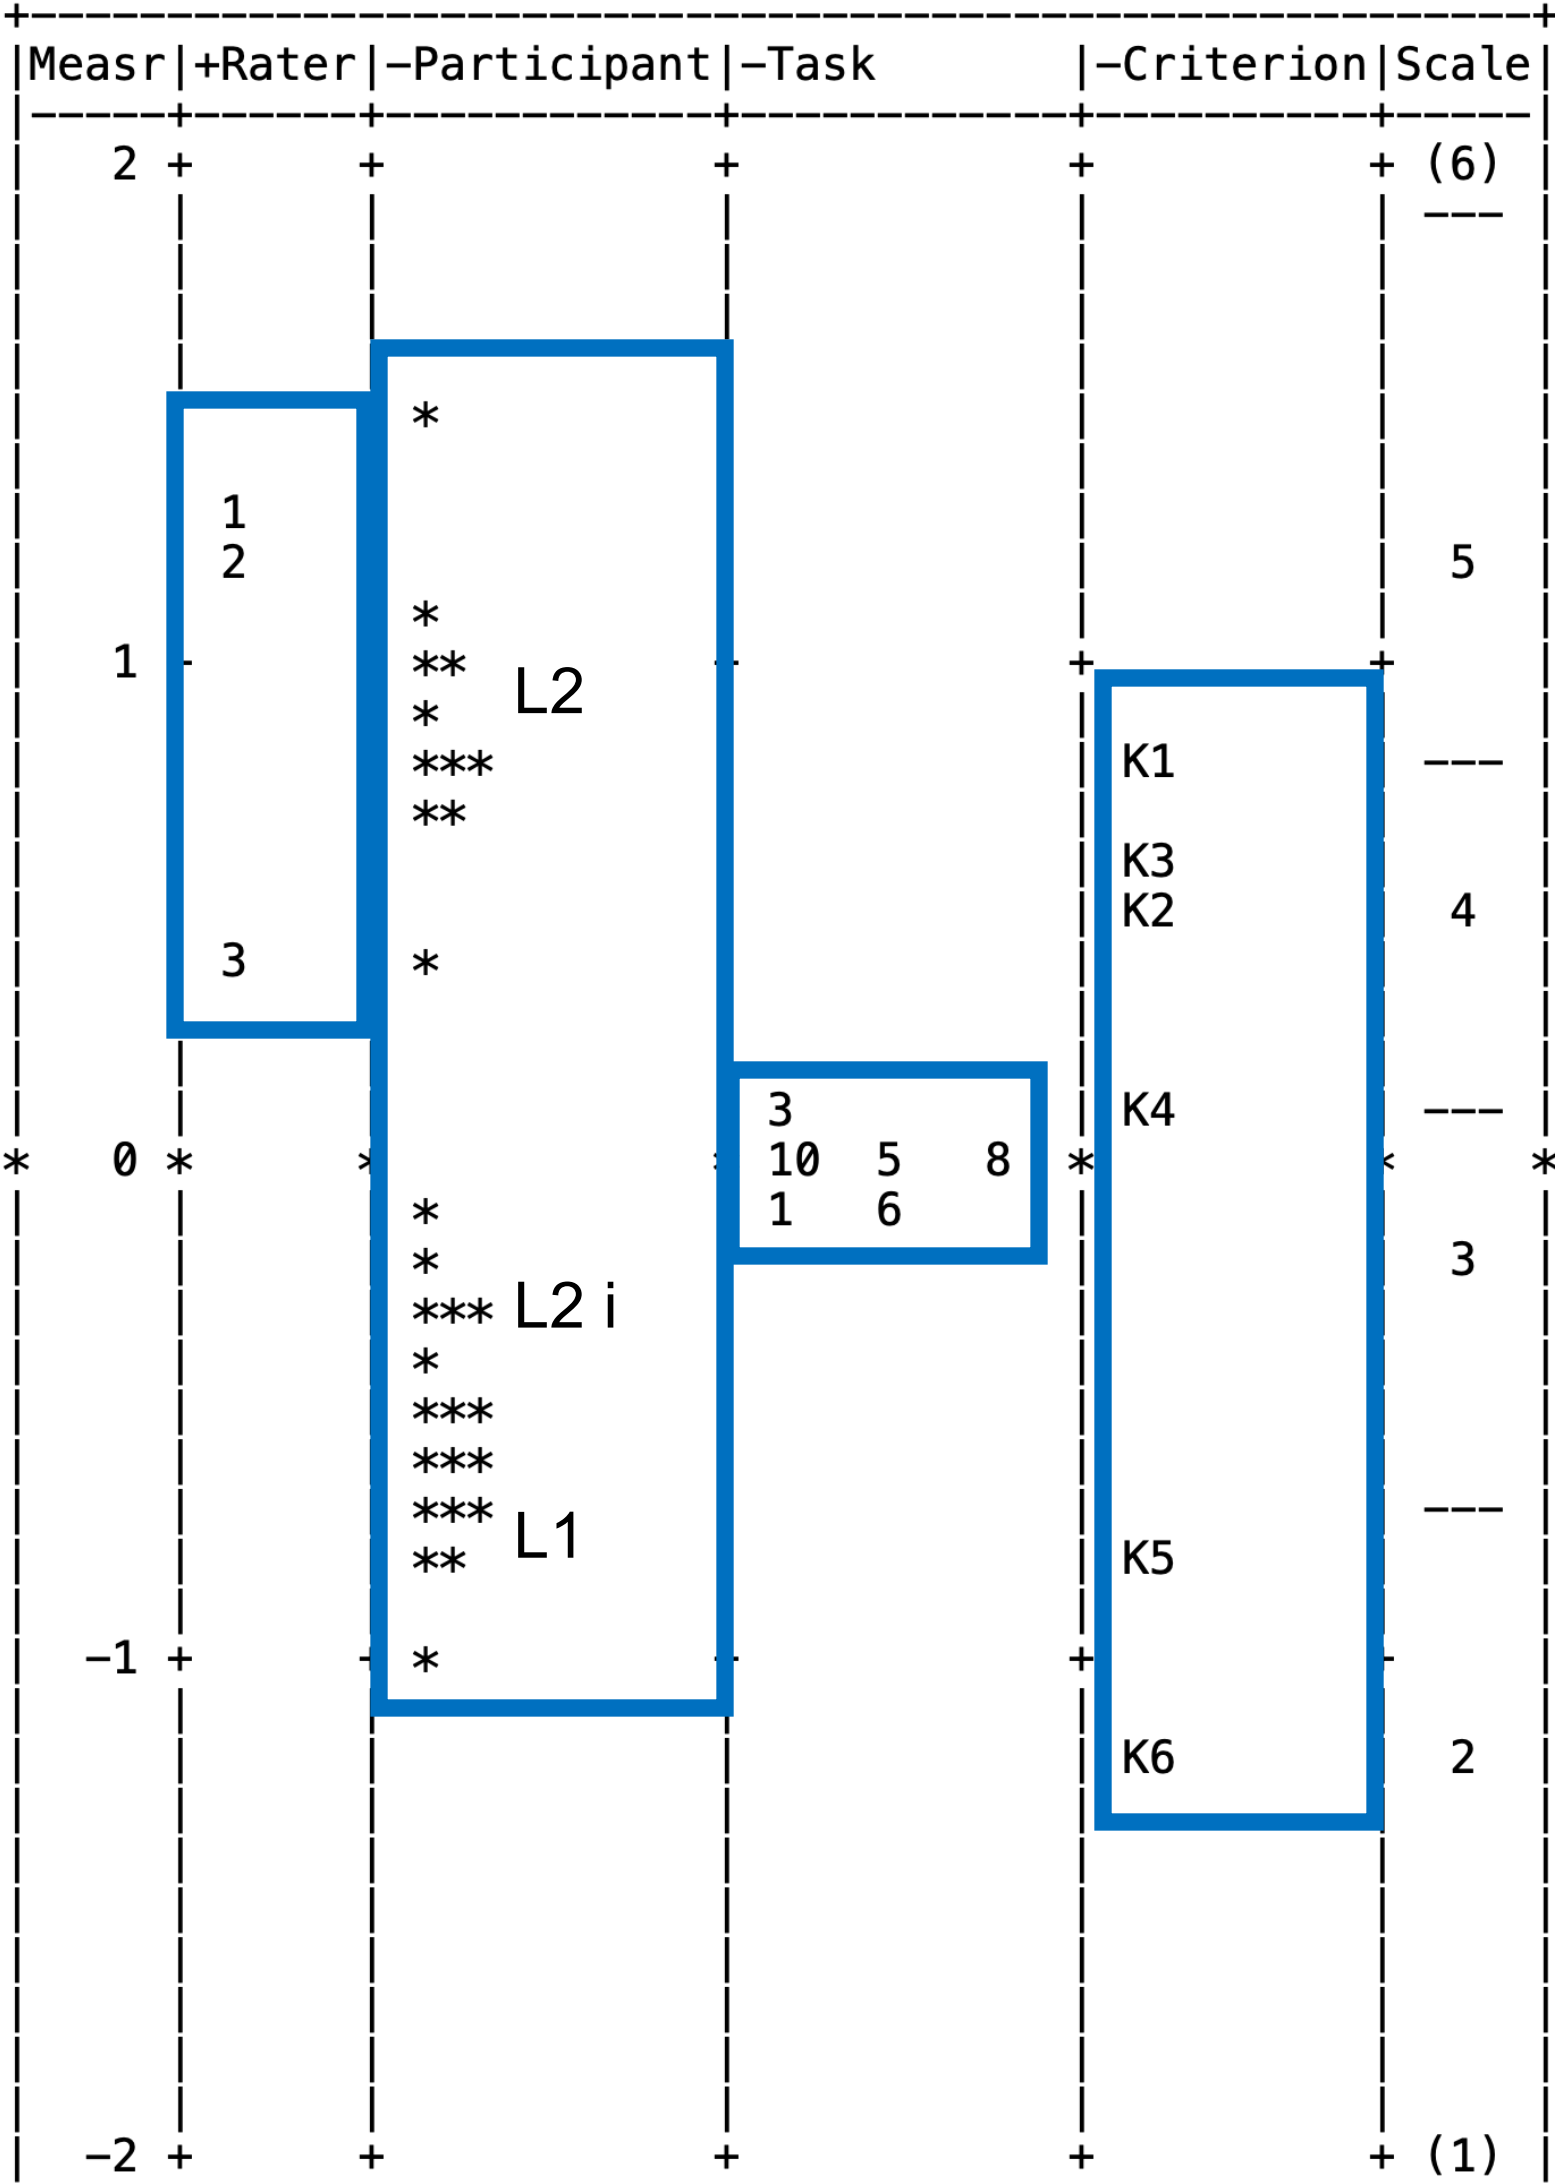 Measr|+Rater|−Participant|−Task |−Criterion|Scale
2 (6)
---
*
1
2 5
*
1 **
L2
*
*** K1 ---
**
K3
K2 4
3 *
3 K4 ---
* 0 * * 10 5 8 * *
* 1 6
* 3
*** L2 i
*
***
***
*** ---
L1
** K5
−1 *
K6 2
−2 (1)